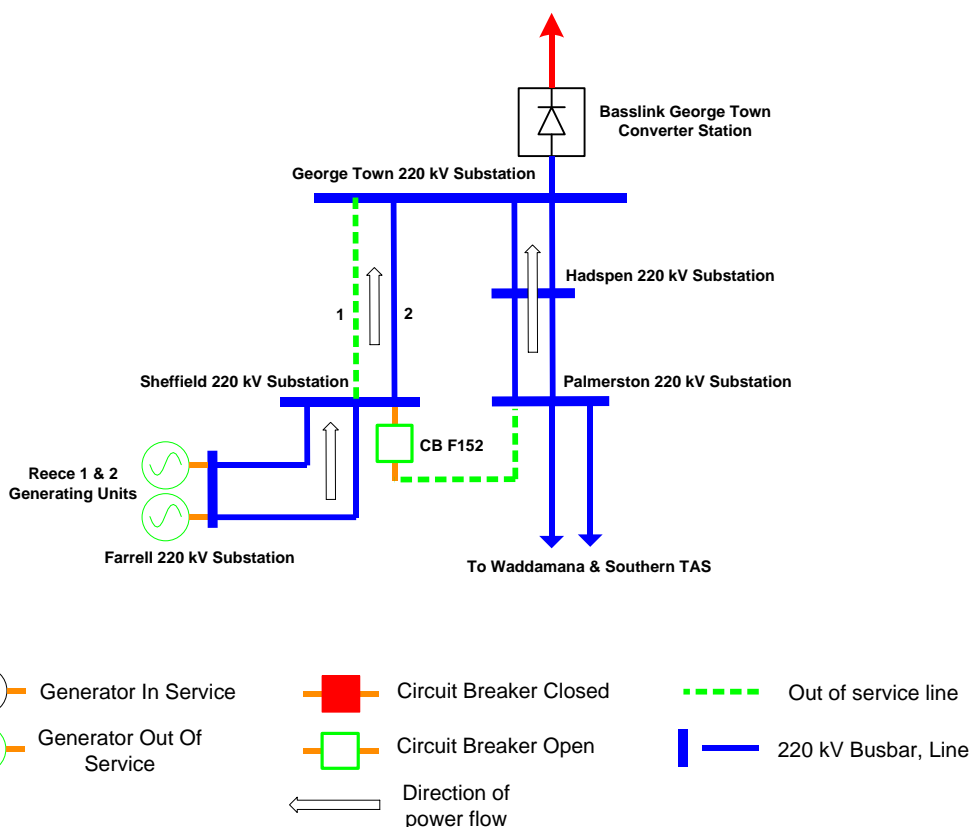 Basslink George Town
Converter Station
George Town 220 kV Substation
Hadspen 220 kV Substation
1
2
Sheffield 220 kV Substation
Palmerston 220 kV Substation
CB F152
Reece 1 & 2
Generating Units
Farrell 220 kV Substation
To Waddamana & Southern TAS
Generator In Service
Circuit Breaker Closed
Out of service line
Generator Out Of
Service
Circuit Breaker Open
220 kV Busbar, Line
Direction of
power flow